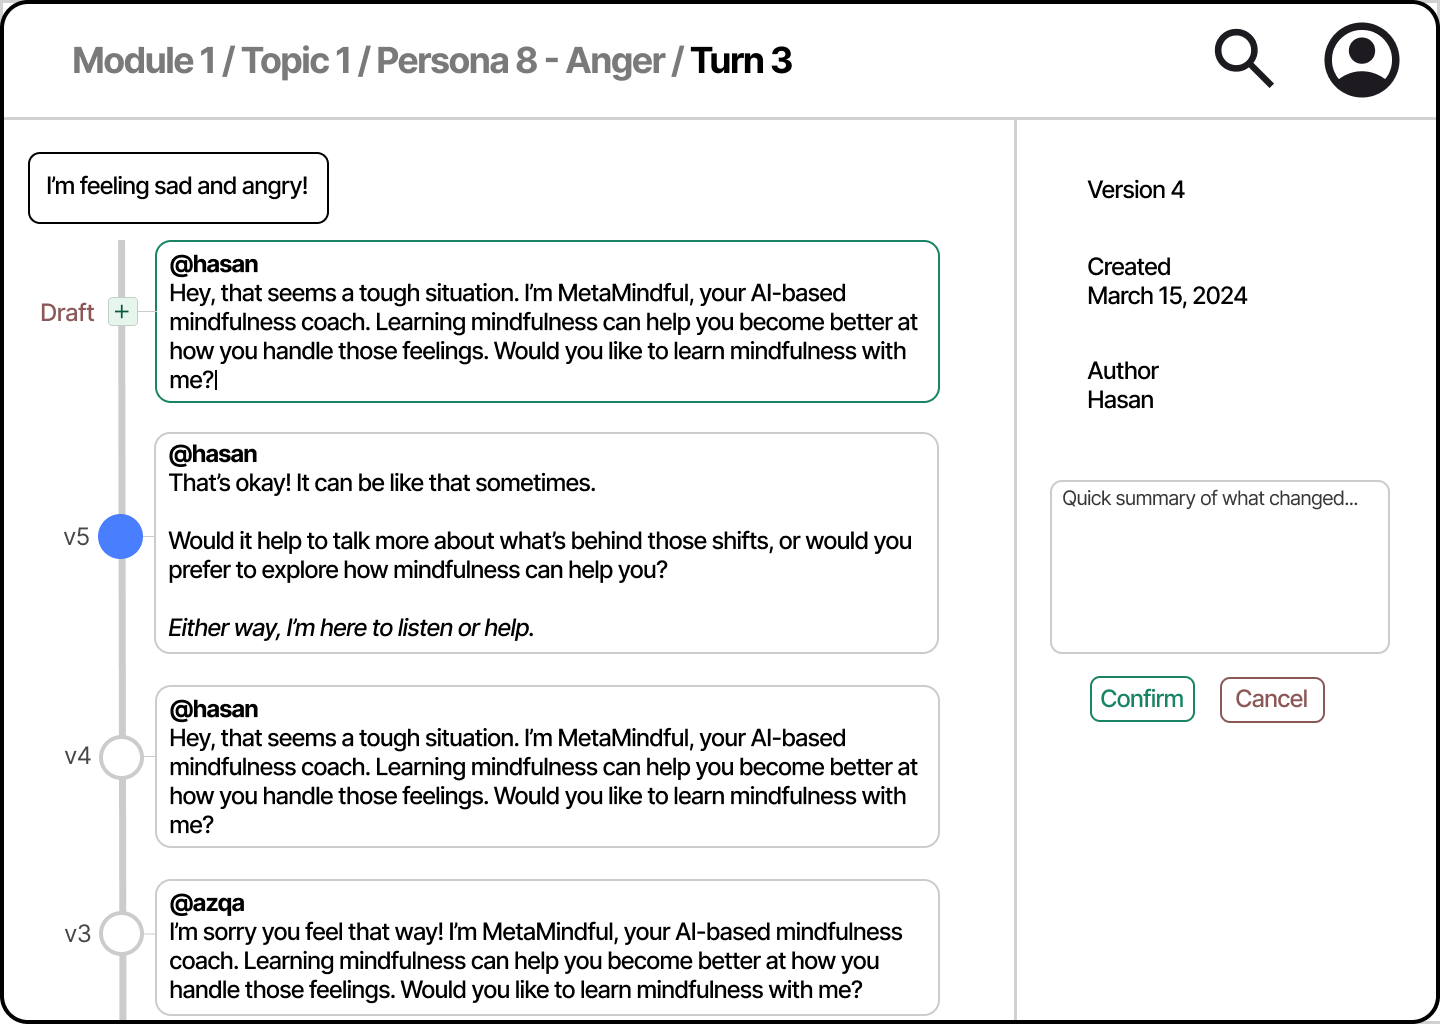 Module 1 / Topic 1 / Persona 8 - Anger / Turn 3
I’m feeling sad and angry!
Draft
+
@hasan
Hey, that seems a tough situation. I’m MetaMindful, your AI-based
mindfulness coach. Learning mindfulness can help you become better at
how you handle those feelings. Would you like to learn mindfulness with
me?
v5
@hasan
That’s okay! It can be like that sometimes.
Would it help to talk more about what’s behind those shifts, or would you
prefer to explore how mindfulness can help you?
Either way, I’m here to listen or help.
v4
@hasan
Hey, that seems a tough situation. I’m MetaMindful, your AI-based
mindfulness coach. Learning mindfulness can help you become better at
how you handle those feelings. Would you like to learn mindfulness with
me?
v3
@azqa
I’m sorry you feel that way! I’m MetaMindful, your AI-based mindfulness
coach. Learning mindfulness can help you become better at how you
handle those feelings. Would you like to learn mindfulness with me?
Version 4
Created
March 15, 2024
Author
Hasan
Quick summary of what changed...
Confirm
Cancel